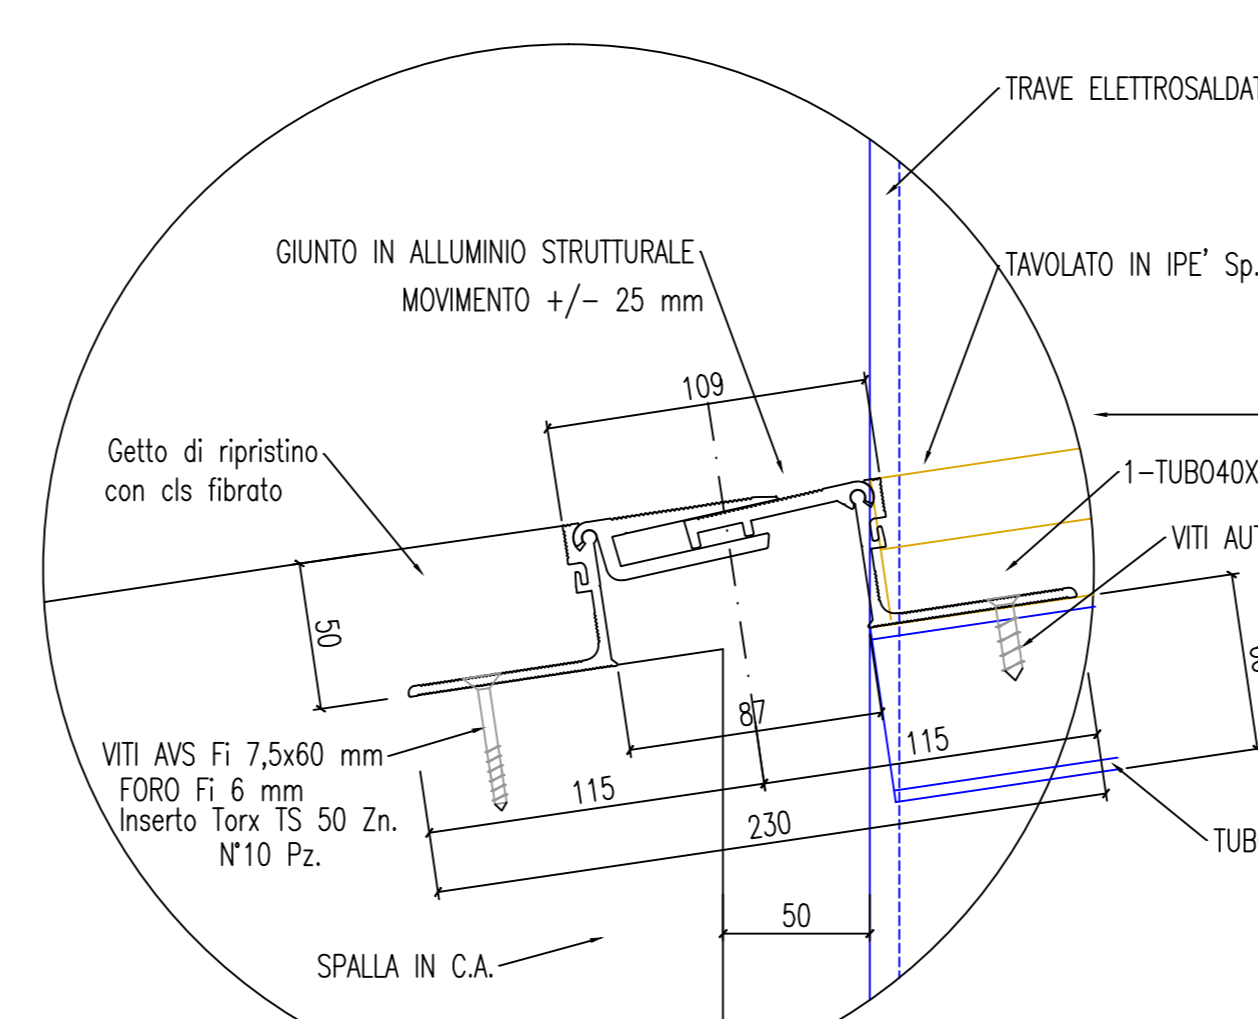 TRAVE ELETTROSALDAT
GIUNTO IN ALLUMINIO STRUTTURALE
MOVIMENTO +/- 25 mm
TAVOLATO IN IPE' Sp.
109
Getto di ripristino
con cls fibrato
1-TUBO40X
VITI AUT
50
87
115
VITI AVS Fi 7,5x60 mm
FORO Fi 6 mm
Inserto Torx TS 50 Zn.
N°10 Pz.
115
230
TUB
50
SPALLA IN C.A.